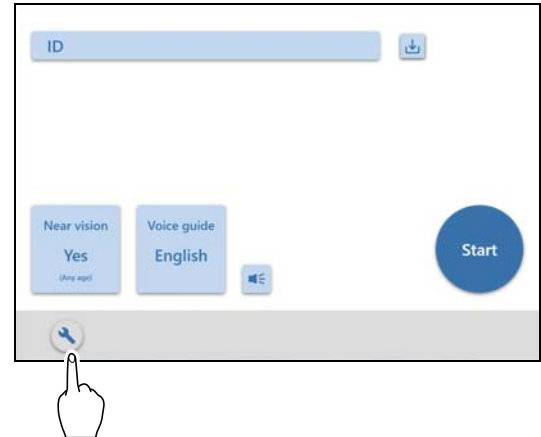 ID
Near vision
Yes
(Any age)
Voice guide
English
Start